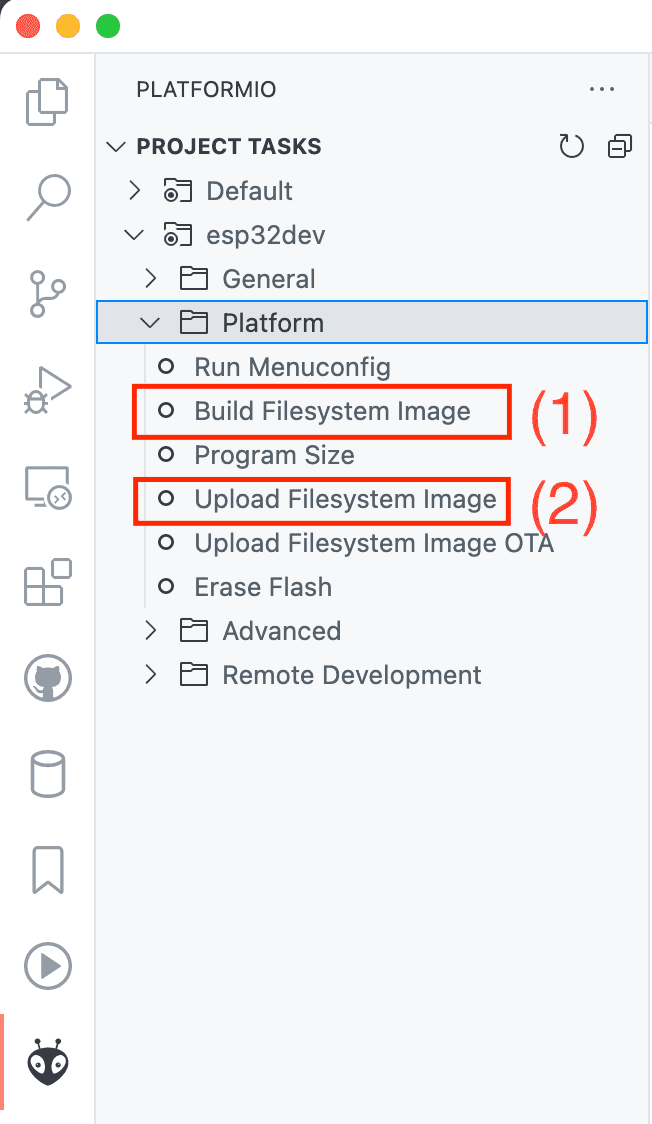 PLATFORMIO
PROJECT TASKS
Default
esp32dev
General
Platform
Run Menuconfig
Build Filesystem Image (1)
Program Size
Upload Filesystem Image (2)
Upload Filesystem Image OTA
Erase Flash
Advanced
Remote Development